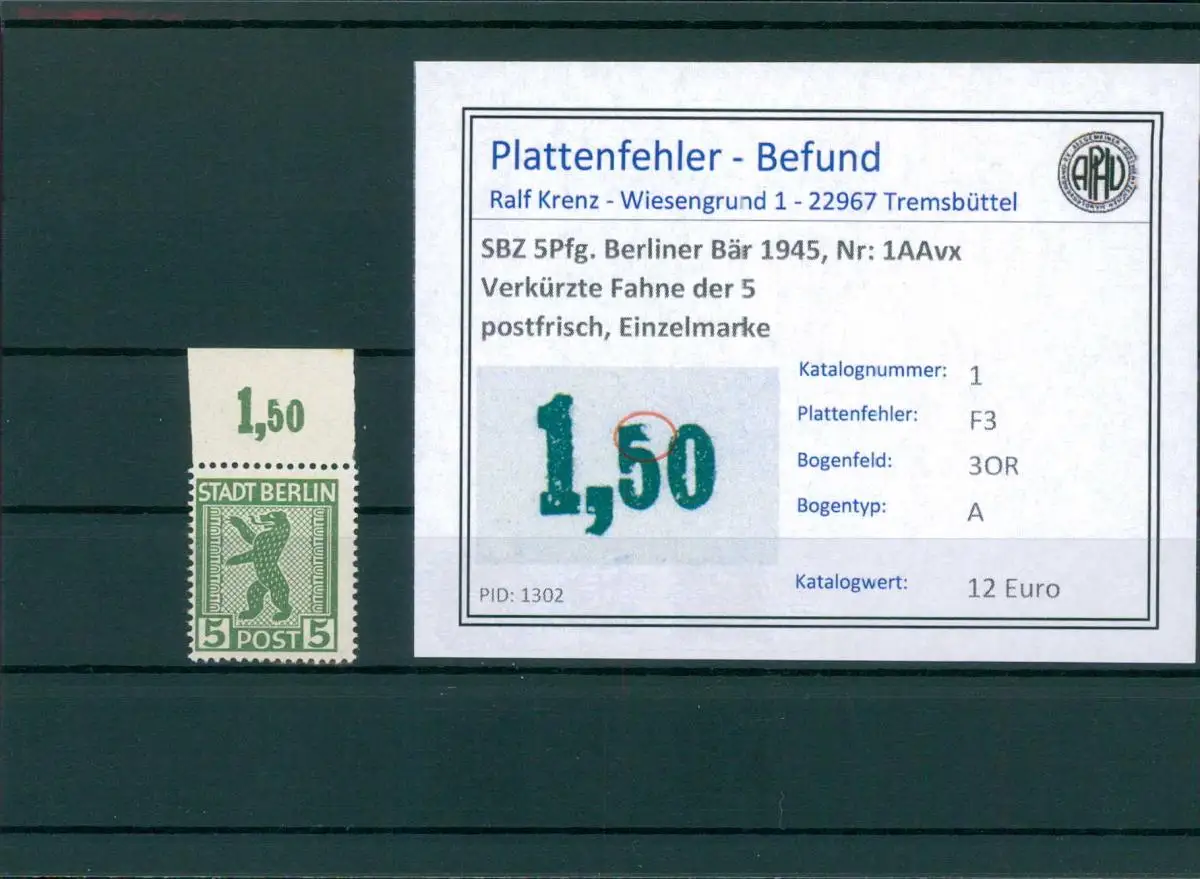 1,50
STADT BERLIN
5 POST 5
Plattenfehler - Befund
Ralf Krenz - Wiesengrund 1 - 22967 Tremsbüttel
APHV
SBZ 5Pfg. Berliner Bär 1945, Nr: 1AAvx
Verkürzte Fahne der 5
postfrisch, Einzelmarke
1,50
Katalognummer: 1
Plattenfehler: F3
Bogenfeld: 3OR
Bogentyp: A
Katalogwert: 12 Euro
PID: 1302